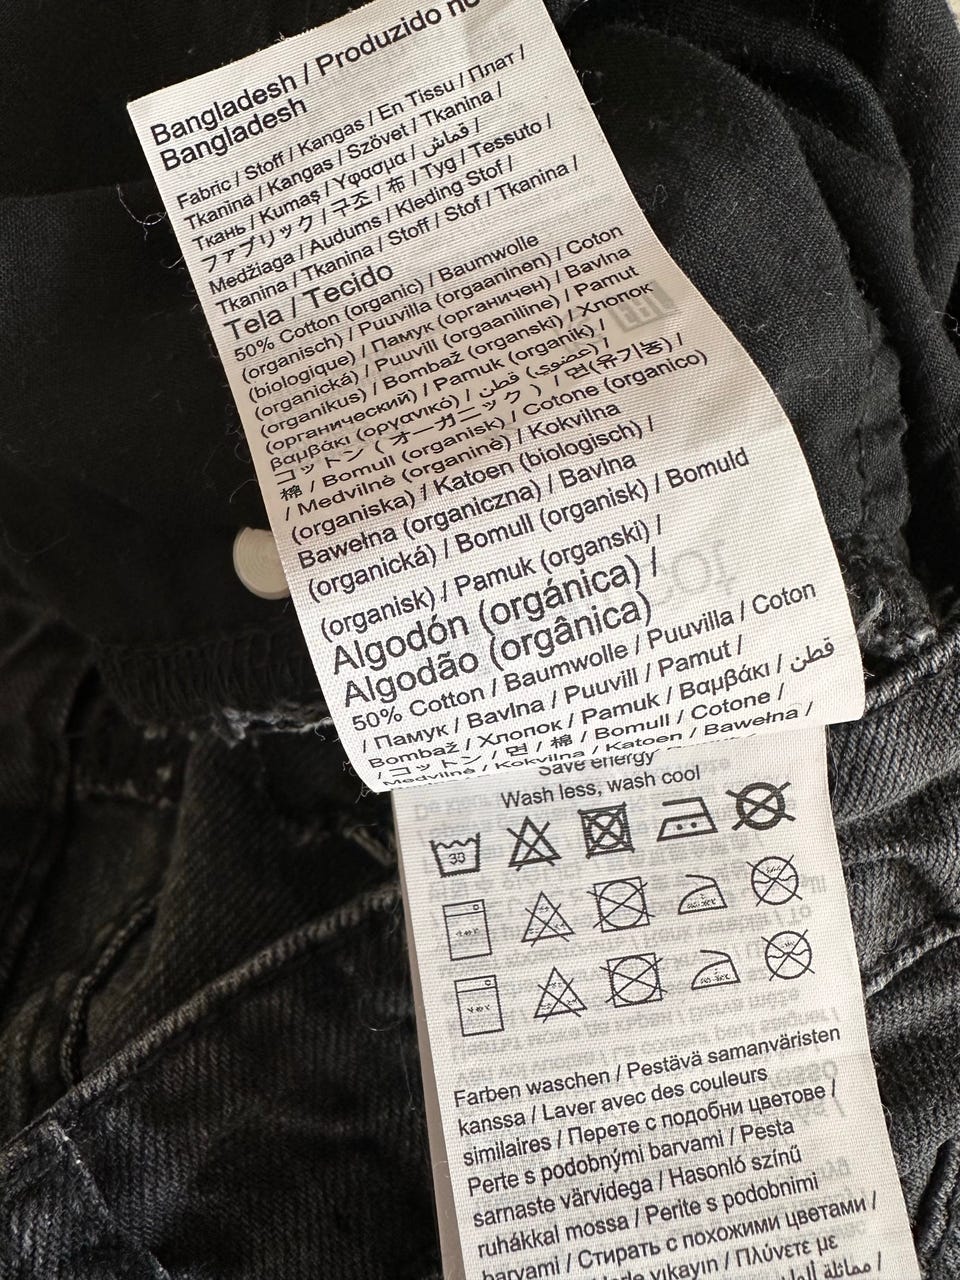 Bangladesh / Produzido no
Bangladesh
Fabric / Stoff / Kangas / En Tissu / Плат /
Tkanina / Kangas / Szövet / Tkanina /
Ткань / Kumaş / Υφασμα / قماش /
ファブリック / 구조 / 布 / Tyg / Tessuto /
Medžiaga / Audums / Kleding Stof /
Tkanina / Tkanina / Stoff / Stof / Tkanina /
Tela / Tecido
50% Cotton (organic) / Baumwolle
(organisch) / Puuvilla (orgaaninen) / Coton
(biologique) / Памук (органичен) / Bavlna
(organická) / Puuvill (orgaaniline) / Pamut
(organikus) / Bombaž (organski) / Хлопок
(органический) / Pamuk (organik) /
Βαμβάκι (οργανικό) / قطن (عضوي) /
コットン (オーガニック) / 면(유기농) /
棉 / Bomull (organisk) / Cotone (organico)
/ Medvilnė (organinė) / Kokvilna
(organiska) / Katoen (biologisch) /
Bawełna (organiczna) / Bavlna
(organická) / Bomull (organisk) / Bomuld
(organisk) / Pamuk (organski) /
Algodón (orgánica) /
Algodão (orgânica)
50% Cotton / Baumwolle / Puuvilla / Coton
/ Памук / Bavlna / Puuvill / Pamut /
Bombaž / Хлопок / Pamuk / Βαμβάκι / قطن
/ コットン / 면 / 棉 / Bomull / Cotone /
Medvilnė / Kokvilna / Katoen / Bawełna /
Save energy
Wash less, wash cool
30
Farben waschen / Pestävä samanväristen
kanssa / Laver avec des couleurs
similaires / Перете с подобни цветове /
Perte s podobnými barvami / Pesta
sarnaste värvidega / Hasonló színű
ruhákkal mossa / Perite s podobnimi
barvami / Стирать с похожими цветами /
yıkayın / Πλύνετε με
مماثلة /